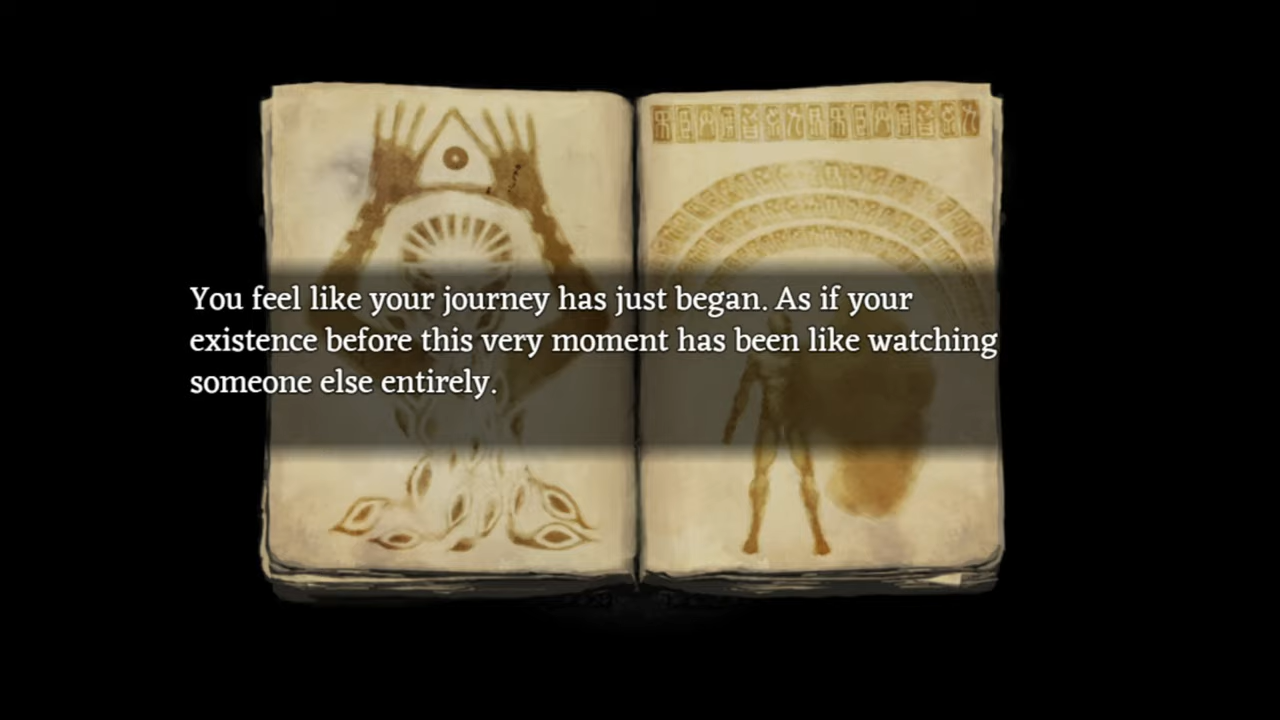 You feel like your journey has just began. As if your
existence before this very moment has been like watching
someone else entirely.